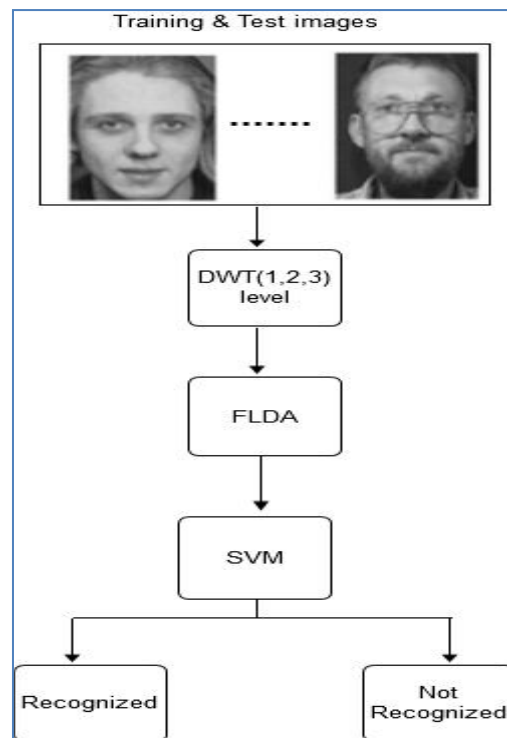 Training & Test images
DWT(1,2,3)
level
FLDA
SVM
Recognized
Not
Recognized